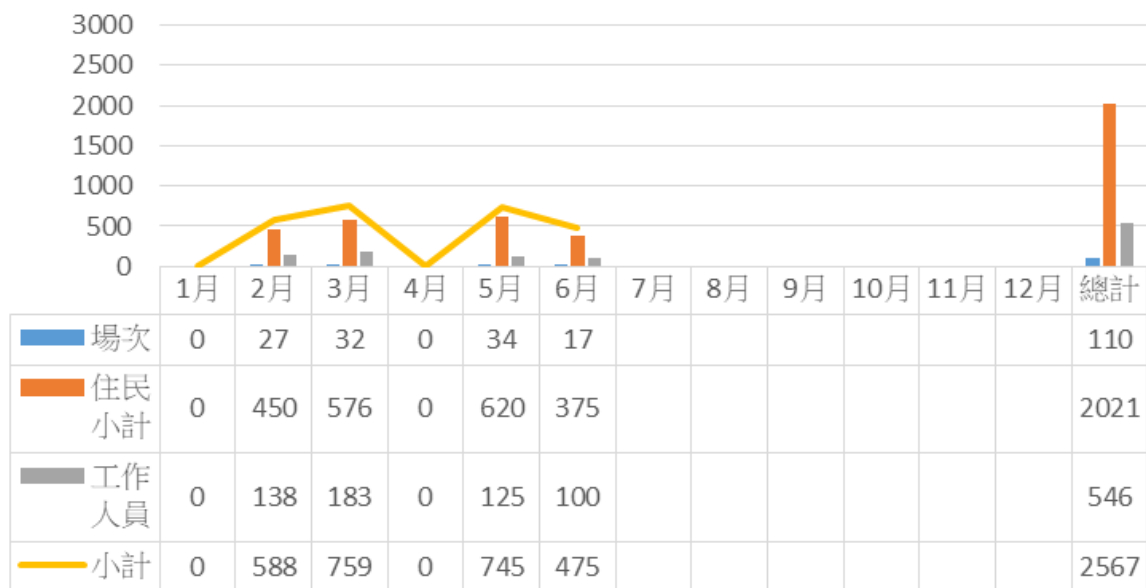 3000
2500
2000
1500
1000
500
0
1月 2月 3月 4月 5月 6月 7月 8月 9月 10月 11月 12月 總計
場次 0 27 32 0 34 17 110
住民
小計 0 450 576 0 620 375 2021
工作
人員 0 138 183 0 125 100 546
小計 0 588 759 0 745 475 2567